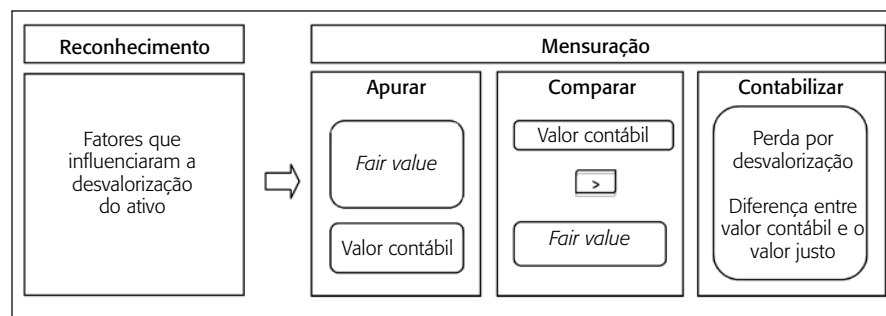 Reconhecimento
Mensuração
Fatores que
influenciaram a
desvalorização
do ativo
Apurar
Fair value
Valor contábil
Comparar
Valor contábil
>
Fair value
Contabilizar
Perda por
desvalorização
Diferença entre
valor contábil e o
valor justo